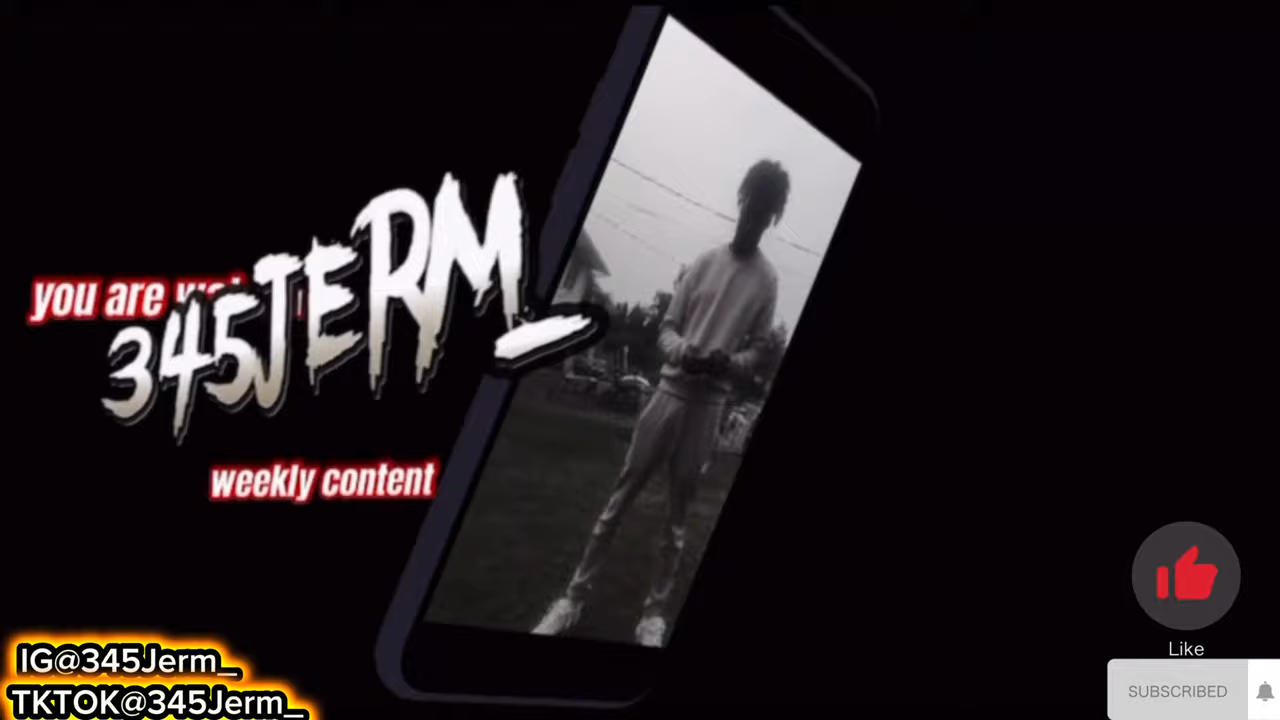 you are
345JERM_
weekly content
IG@345Jerm_
TKTOK@345Jerm_
Like
SUBSCRIBED